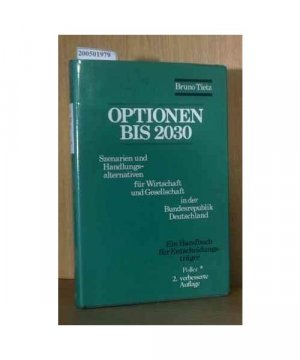 200501979
Bruno Tietz
OPTIONEN
BIS 2030
Szenarien und
Handlungs-
alternativen
für Wirtschaft
und Gesellschaft
in der
Bundesrepublik
Deutschland
Ein Handbuch
für Entscheidungs-
träger
Poller *
2. verbesserte
Auflage